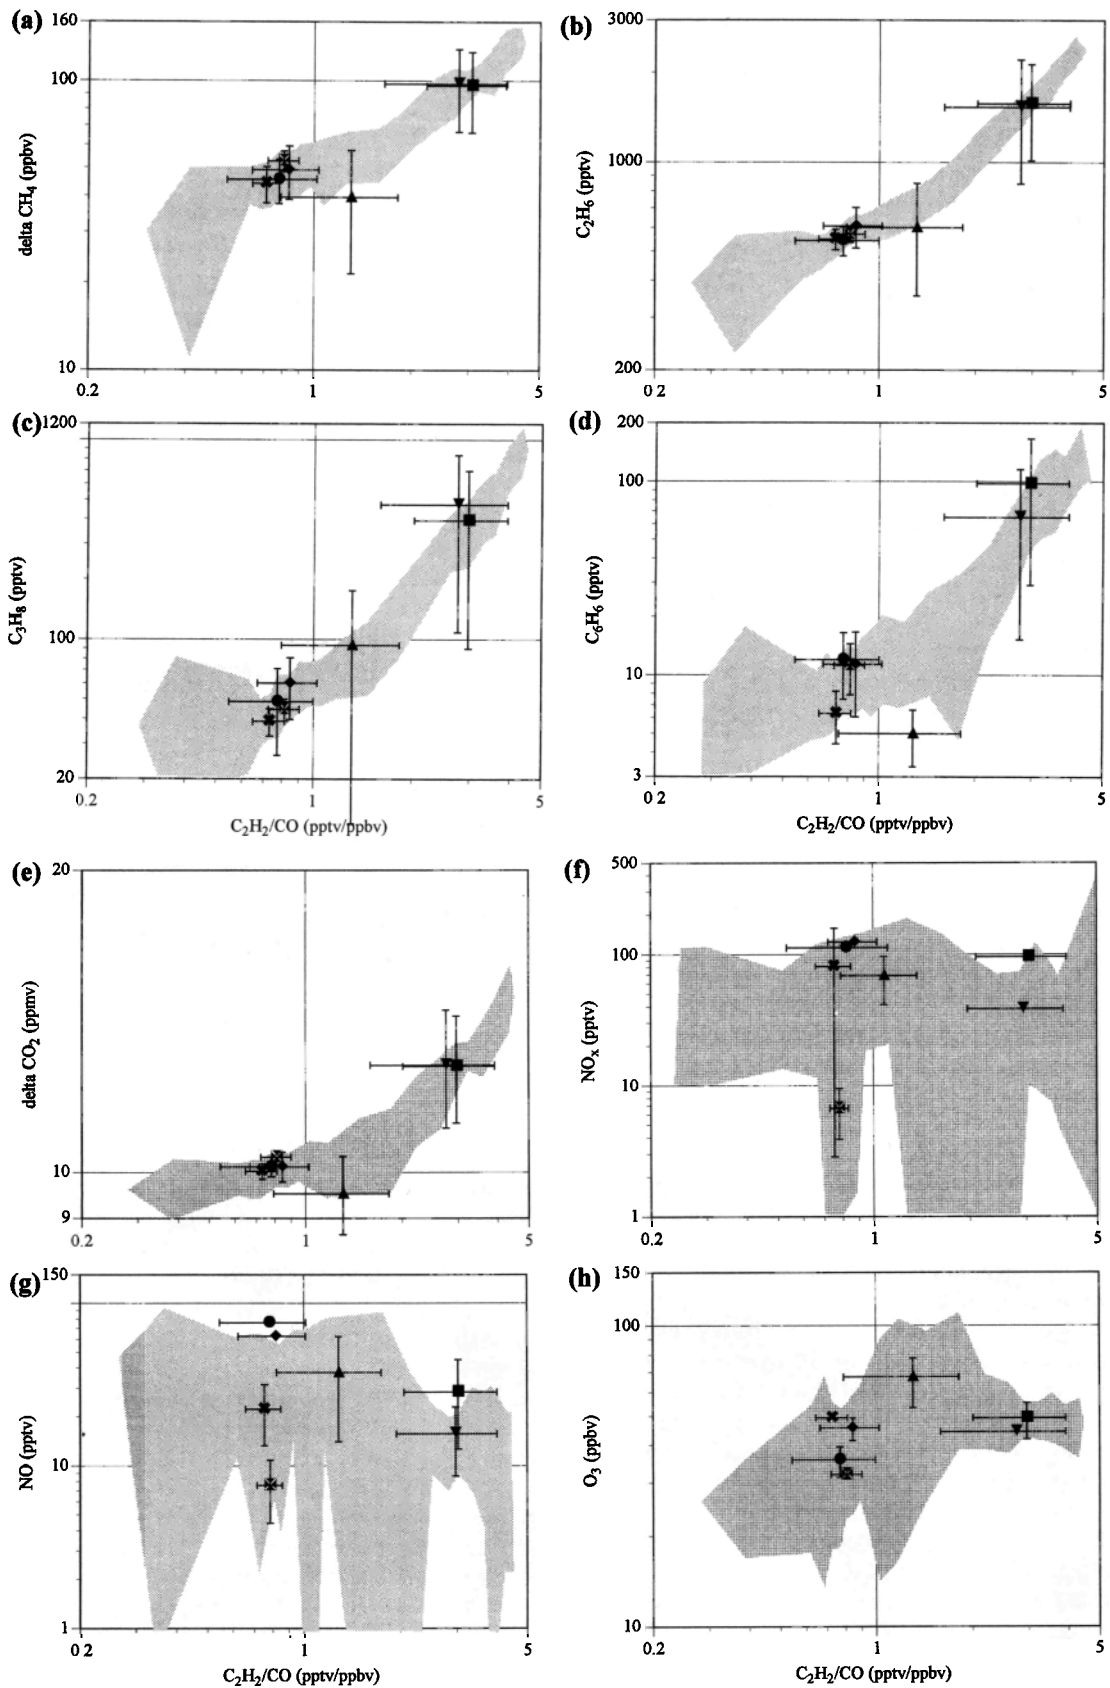 (a)
160
100
10
delta CH4 (ppbv)
0.2
1
5
(b)
3000
1000
200
C2H6 (pptv)
0 2
1
5
(c)
1200
100
20
C3H8 (pptv)
0.2
1
5
C2H2/CO (pptv/ppbv)
(d)
200
100
10
3
C6H6 (pptv)
0 2
1
5
C2H2/CO (pptv/ppbv)
(e)
20
10
9
delta CO2 (ppmv)
0.2
1
5
(f)
500
100
10
1
NOx (pptv)
0.2
1
5
(g)
150
10
1
NO (pptv)
0 2
1
5
C2H2/CO (pptv/ppbv)
(h)
150
100
10
O3 (ppbv)
0.2
1
5
C2H2/CO (pptv/ppbv)